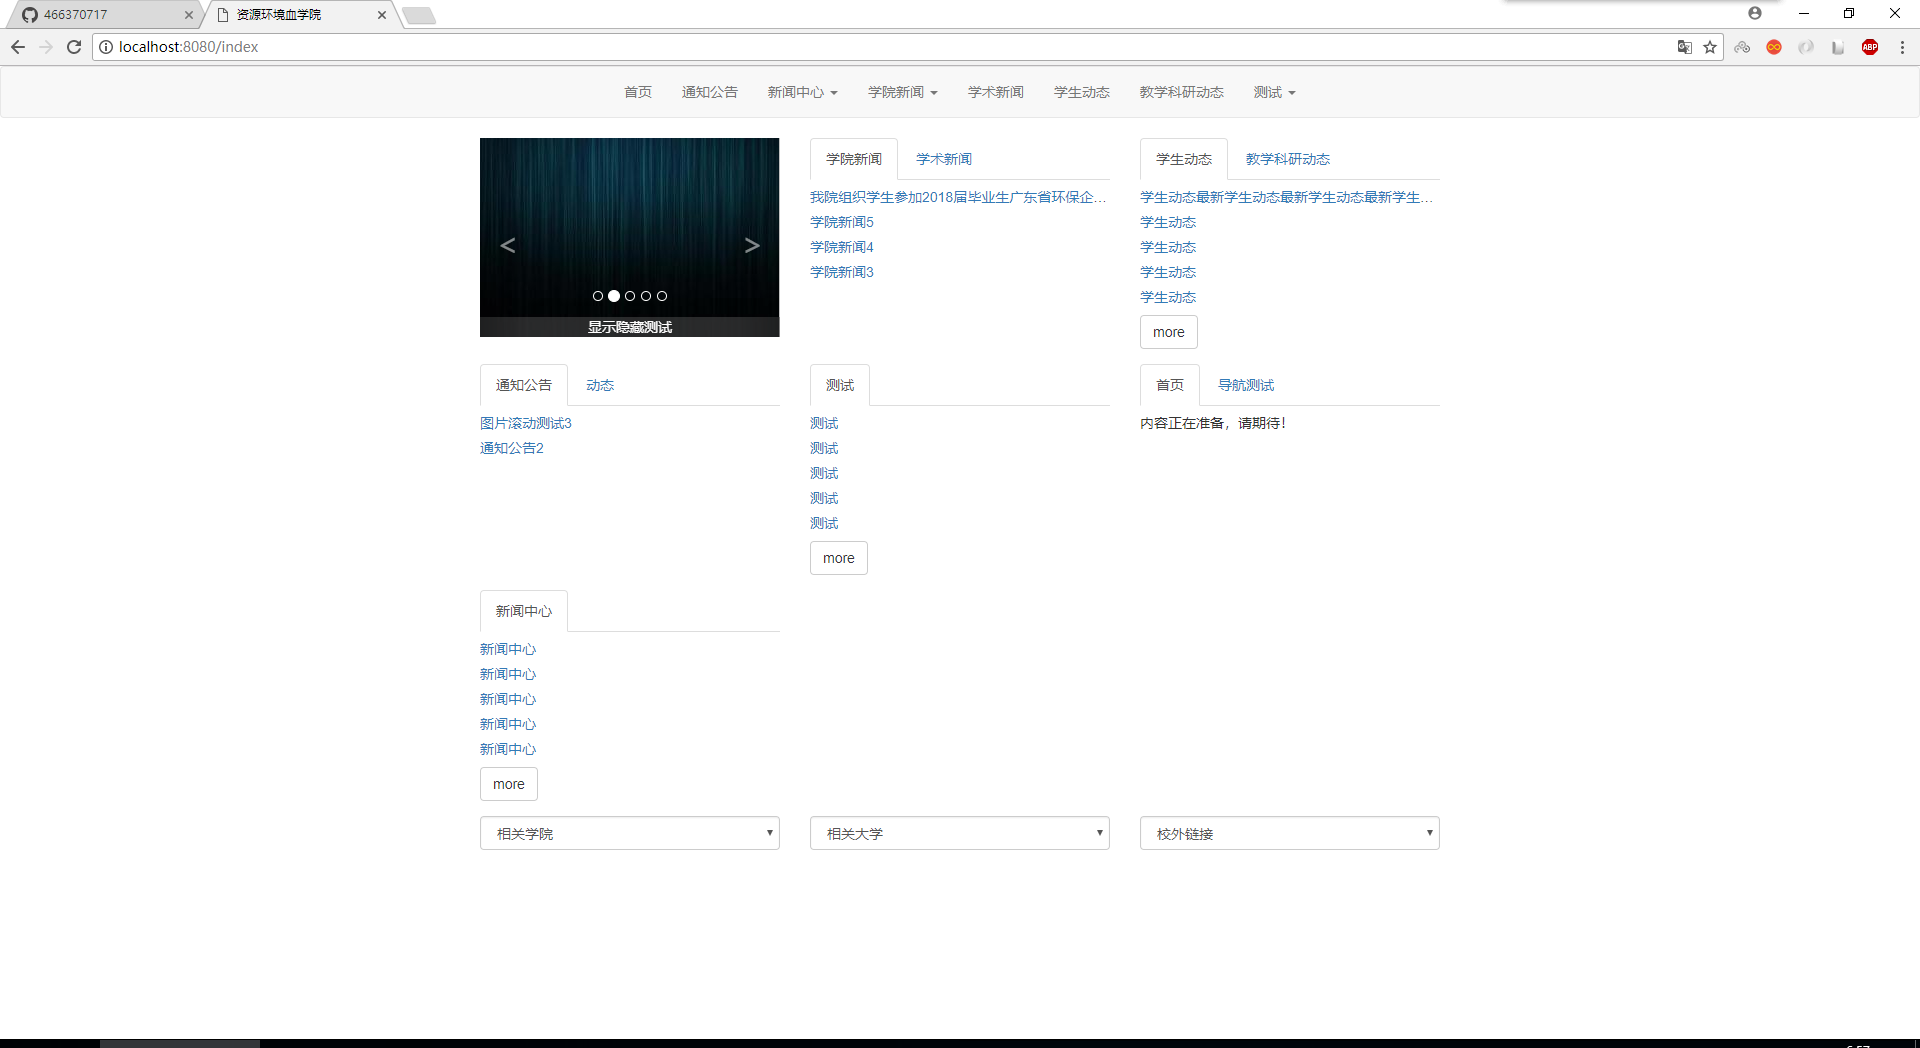 466370717
资源环境血学院
localhost:8080/index
ABP
首页 通知公告 新闻中心 学院新闻 学术新闻 学生动态 教学科研动态 测试
显示隐藏测试
学院新闻 学术新闻
我院组织学生参加2018届毕业生广东省环保企...
学院新闻5
学院新闻4
学院新闻3
学生动态 教学科研动态
学生动态最新学生动态最新学生动态最新学生...
学生动态
学生动态
学生动态
学生动态
more
通知公告 动态
图片滚动测试3
通知公告2
测试
测试
测试
测试
测试
测试
more
首页 导航测试
内容正在准备，请期待！
新闻中心
新闻中心
新闻中心
新闻中心
新闻中心
新闻中心
more
相关学院
相关大学
校外链接